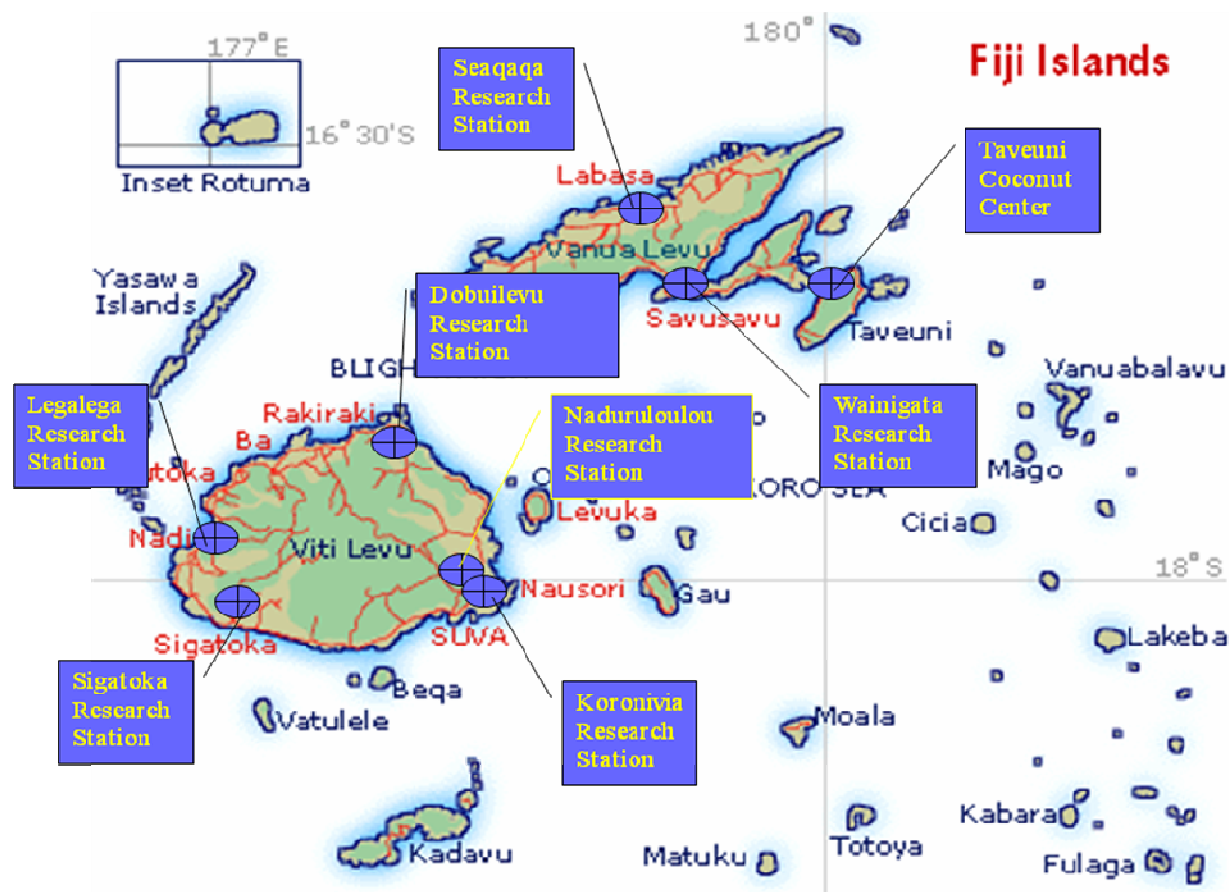 177°E
180°
Fiji Islands
Seaqaqa
Research
Station
16°30'S
Inset Rotuma
Labasa
Taveuni
Coconut
Center
Vanua Levu
Yasawa
Islands
Dobuilevu
Research
Station
Savusavu
Taveuni
BLIGH
Vanuabalavu
Legalega
Research
Station
Rakiraki
Ba
Naduruloulou
Research
Station
Wainigata
Research
Station
Mago
toka
KORO SEA
Levuka
Cicia
Nadi
Viti Levu
18°S
Nausori
Gau
Sigatoka
SUVA
Lakeba
Sigatoka
Research
Station
Beqa
Vatulele
Koronivia
Research
Station
Moala
Kadavu
Matuku
Totoya
Kabara
Fulaga